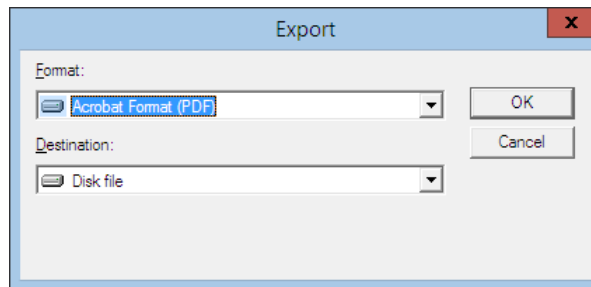 Export
x
Format:
Acrobat Format (PDF)
OK
Destination:
Cancel
Disk file